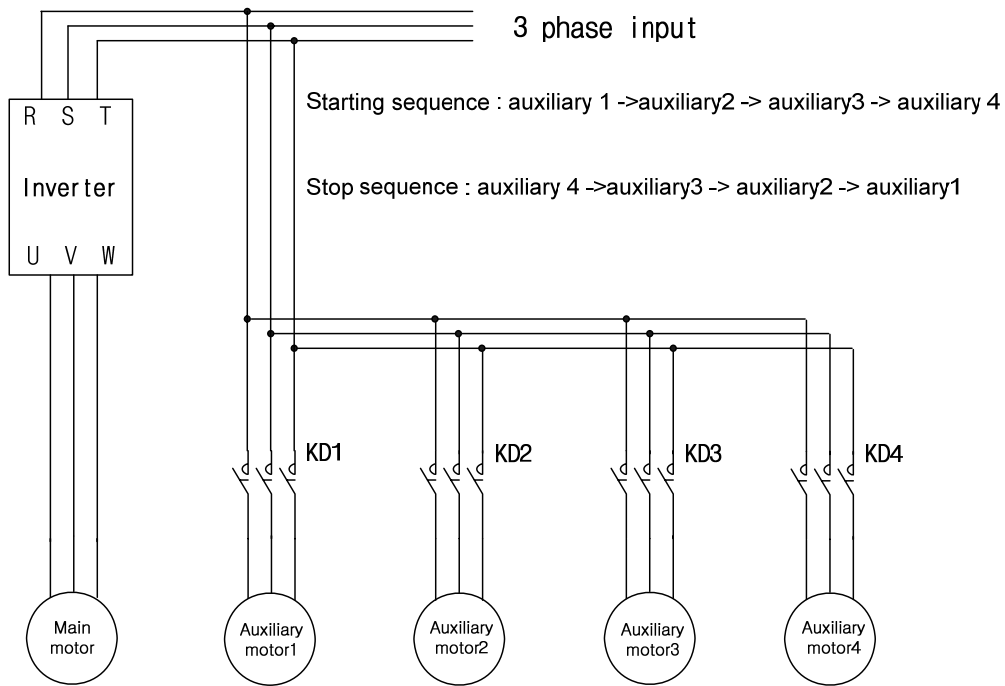 3 phase input
Starting sequence : auxiliary 1 ->auxiliary2 -> auxiliary3 -> auxiliary 4
R S T
Inverter
Stop sequence : auxiliary 4 ->auxiliary3 -> auxiliary2 -> auxiliary1
U V W
KD1
KD2
KD3
KD4
Main
motor
Auxiliary
motor1
Auxiliary
motor2
Auxiliary
motor3
Auxiliary
motor4